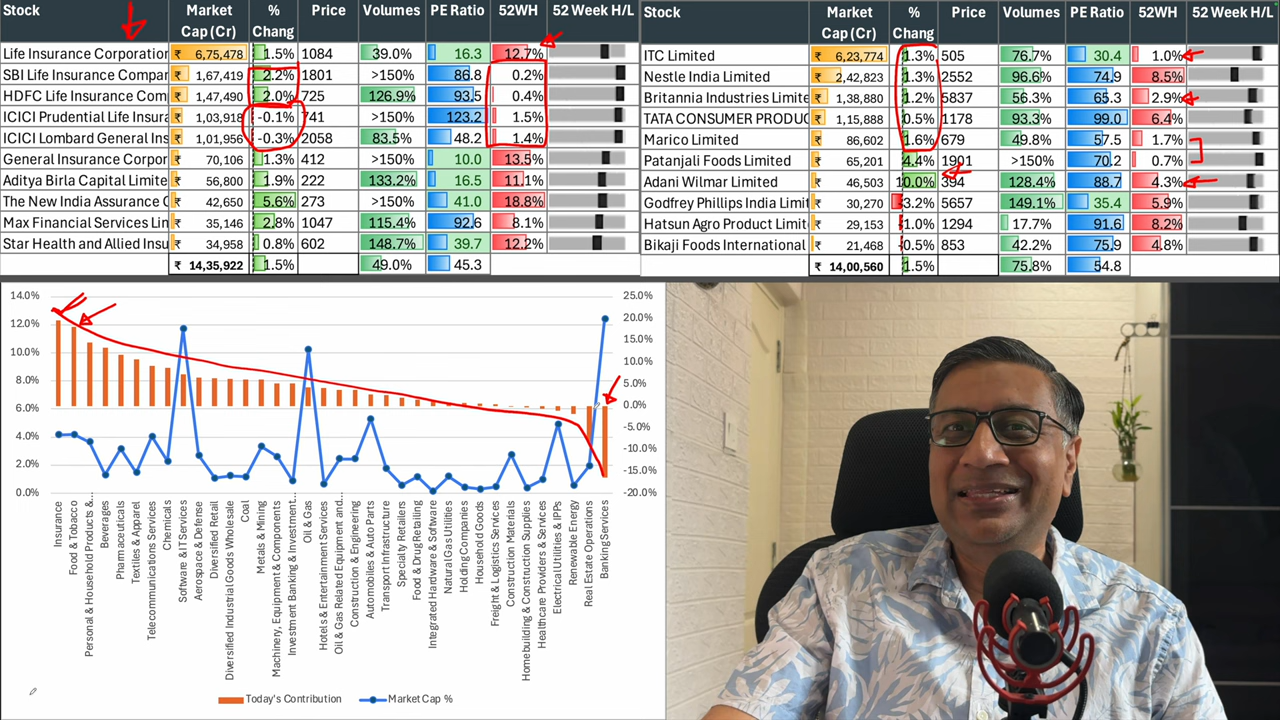 Stock Market Cap (Cr) % Chang Price Volumes PE Ratio 52WH 52 Week H/L
Life Insurance Corporation ₹ 6,75,478 1.5% 1084 39.0% 16.3 12.7%
SBI Life Insurance Compar ₹ 1,67,419 2.2% 1801 >150% 86.8 0.2%
HDFC Life Insurance Com ₹ 1,47,490 2.0% 725 126.9% 93.5 0.4%
ICICI Prudential Life Insura ₹ 1,03,918 -0.1% 741 >150% 123.2 1.5%
ICICI Lombard General Ins ₹ 1,01,956 -0.3% 2058 83.5% 48.2 1.4%
General Insurance Corpor ₹ 70,106 1.3% 412 >150% 10.0 13.5%
Aditya Birla Capital Limite ₹ 56,800 1.9% 222 133.2% 16.5 11.1%
The New India Assurance C ₹ 42,650 5.6% 273 >150% 41.0 18.8%
Max Financial Services Lin ₹ 35,146 2.8% 1047 115.4% 92.6 8.1%
Star Health and Allied Insu ₹ 34,958 0.8% 602 148.7% 39.7 12.2%
₹ 14,35,922 1.5% 49.0% 45.3
Stock Market Cap (Cr) % Chang Price Volumes PE Ratio 52WH 52 Week H/L
ITC Limited ₹ 6,23,774 1.3% 505 76.7% 30.4 1.0%
Nestle India Limited ₹ 2,42,823 1.3% 2552 96.6% 74.9 8.5%
Britannia Industries Limite ₹ 1,38,880 1.2% 5837 56.3% 65.3 2.9%
TATA CONSUMER PRODUC ₹ 1,15,888 0.5% 1178 93.3% 99.0 6.4%
Marico Limited ₹ 86,602 1.6% 679 49.8% 57.5 1.7%
Patanjali Foods Limited ₹ 65,201 4.4% 1901 >150% 70.2 0.7%
Adani Wilmar Limited ₹ 46,503 10.0% 394 128.4% 88.7 4.3%
Godfrey Phillips India Limit ₹ 30,270 -3.2% 5657 149.1% 35.4 5.9%
Hatsun Agro Product Limit ₹ 29,153 1.0% 1294 17.7% 91.6 8.2%
Bikaji Foods International ₹ 21,468 0.5% 853 42.2% 75.9 4.8%
₹ 14,00,560 1.5% 75.8% 54.8
14.0%
12.0%
10.0%
8.0%
6.0%
4.0%
2.0%
0.0%
25.0%
20.0%
15.0%
10.0%
5.0%
0.0%
-5.0%
-10.0%
-15.0%
-20.0%
Insurance
Food & Tobacco
Personal & Household Products &...
Beverages
Pharmaceuticals
Textiles & Apparel
Telecommunications Services
Chemicals
Software & IT Services
Aerospace & Defense
Diversified Retail
Diversified Industrial Goods Wholesale
Coal
Metals & Mining
Machinery, Equipment & Components
Investment Banking & Investment...
Oil & Gas
Hotels & Entertainment Services
Oil & Gas Related Equipment and...
Construction & Engineering
Automobiles & Auto Parts
Transport Infrastructure
Specialty Retailers
Food & Drug Retailing
Integrated Hardware & Software
Natural Gas Utilities
Holding Companies
Household Goods
Freight & Logistics Services
Construction Materials
Homebuilding & Construction Supplies
Healthcare Providers & Services
Electrical Utilities & IPPs
Renewable Energy
Real Estate Operations
Banking Services
Today's Contribution Market Cap %